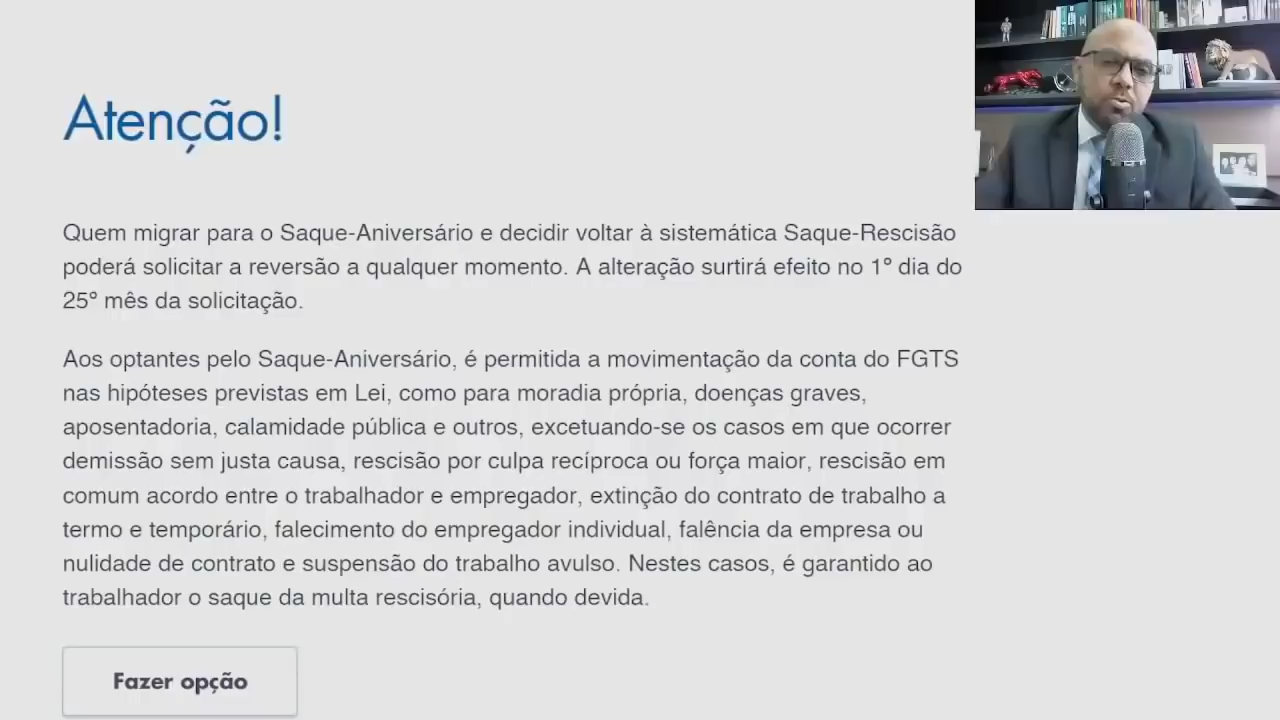 Atenção!
Quem migrar para o Saque-Aniversário e decidir voltar à sistemática Saque-Rescisão
poderá solicitar a reversão a qualquer momento. A alteração surtirá efeito no 1º dia do
25º mês da solicitação.
Aos optantes pelo Saque-Aniversário, é permitida a movimentação da conta do FGTS
nas hipóteses previstas em Lei, como para moradia própria, doenças graves,
aposentadoria, calamidade pública e outros, excetuando-se os casos em que ocorrer
demissão sem justa causa, rescisão por culpa recíproca ou força maior, rescisão em
comum acordo entre o trabalhador e empregador, extinção do contrato de trabalho a
termo e temporário, falecimento do empregador individual, falência da empresa ou
nulidade de contrato e suspensão do trabalho avulso. Nestes casos, é garantido ao
trabalhador o saque da multa rescisória, quando devida.
Fazer opção